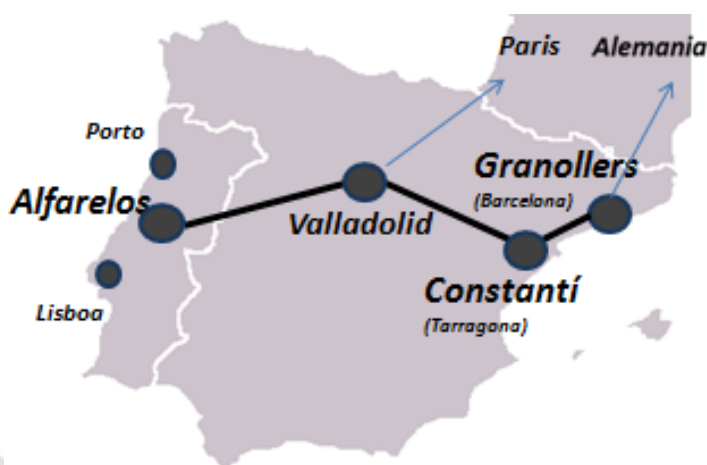 Paris
Alemania
Porto
Granollers
(Barcelona)
Alfarelos
Valladolid
Constantí
(Tarragona)
Lisboa